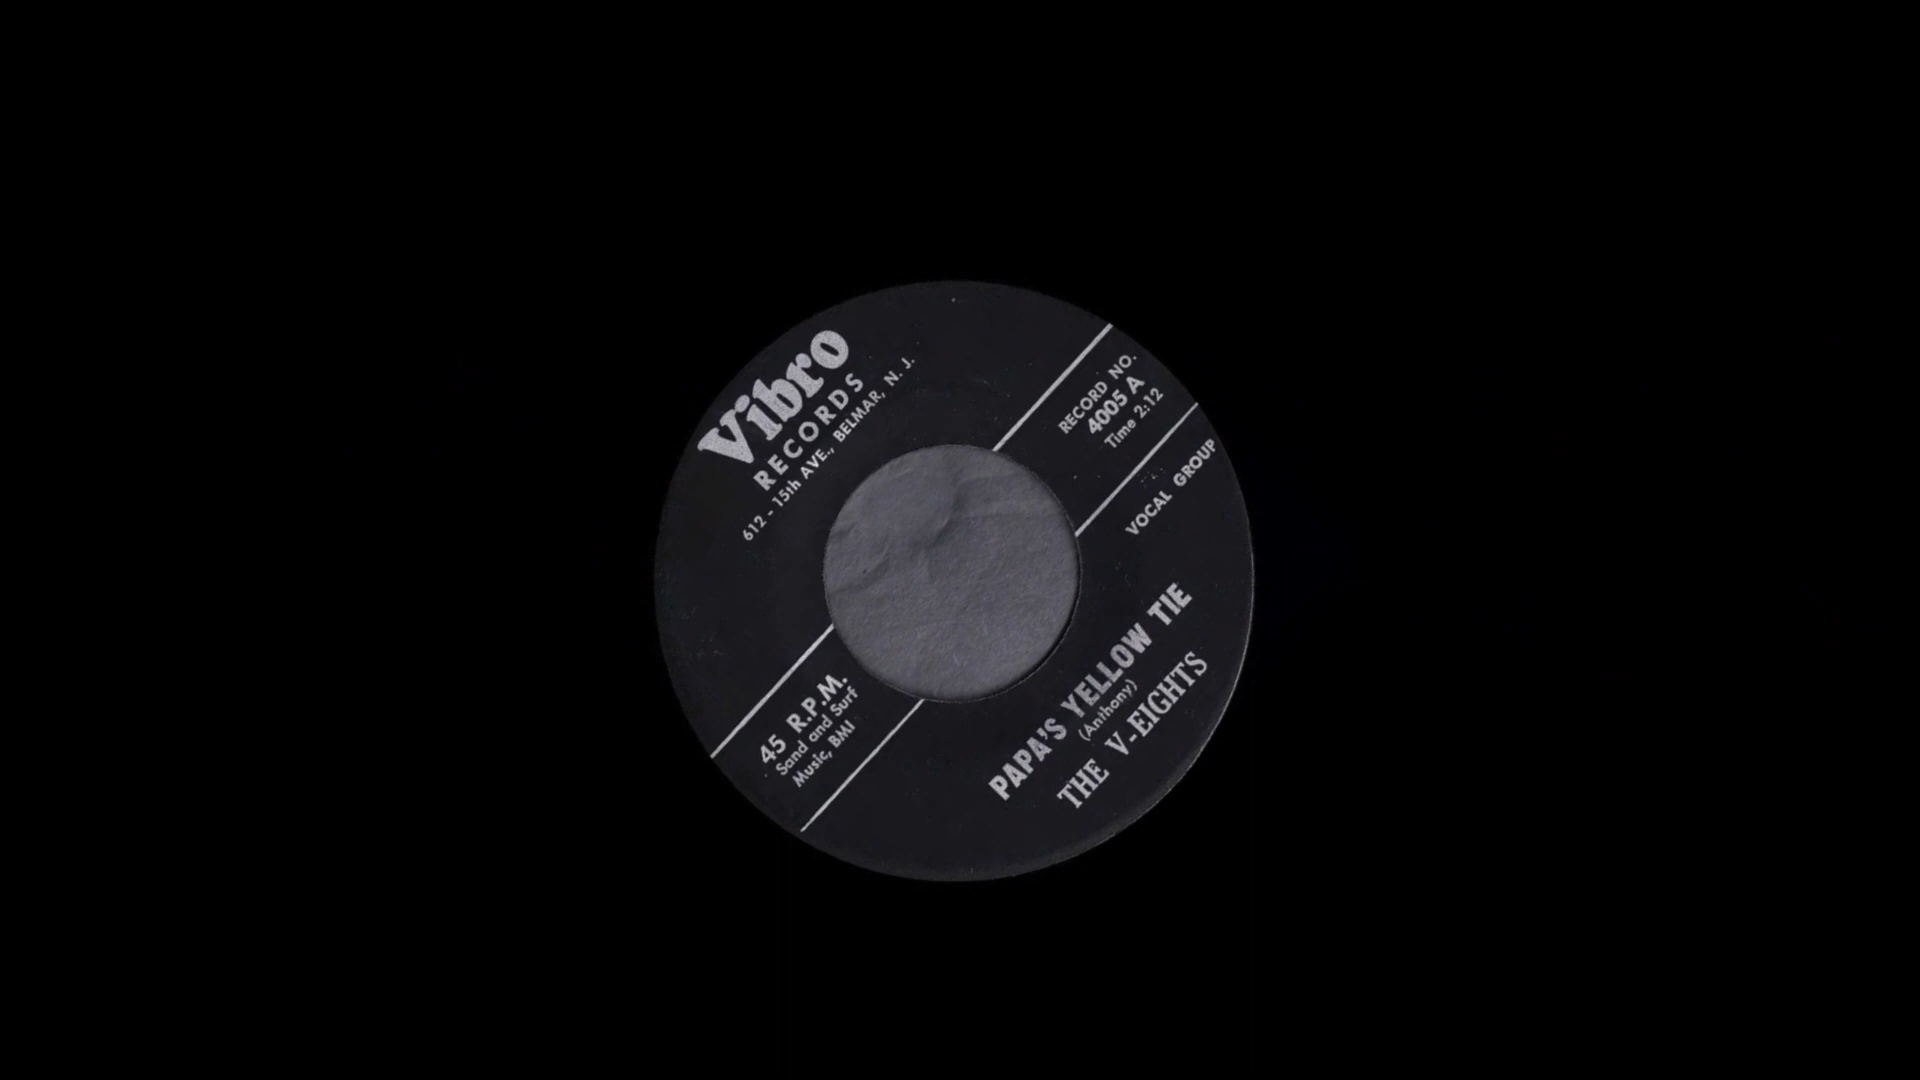 Vibro
RECORDS
612 - 15th AVE., BELMAR, N. J.
RECORD NO.
4005 A
Time 2:12
45 R.P.M.
Sand and Surf
Music, BMI
VOCAL GROUP
PAPA'S YELLOW TIE
(Anthony)
THE V-EIGHTS